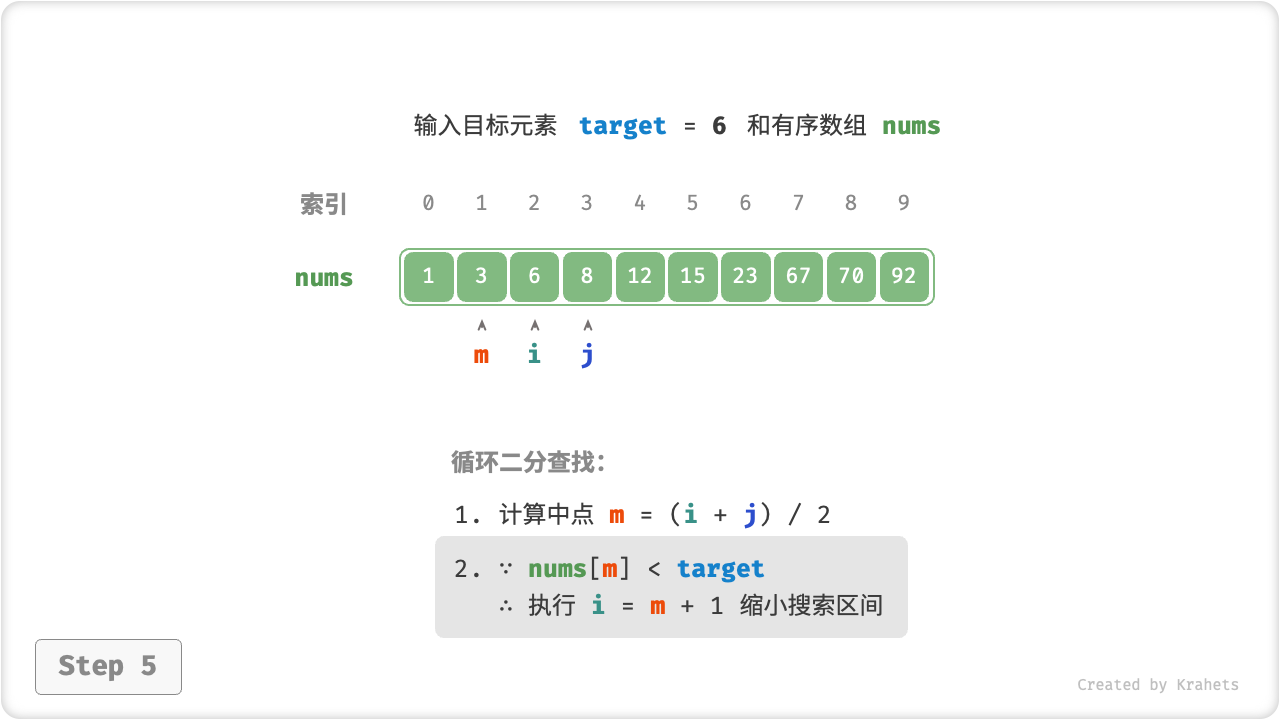 输入目标元素 target = 6 和有序数组 nums
索引 0 1 2 3 4 5 6 7 8 9
nums 1 3 6 8 12 15 23 67 70 92
m i j
循环二分查找：
1. 计算中点 m = (i + j) / 2
2. ∵ nums[m] < target
∴ 执行 i = m + 1 缩小搜索区间
Step 5
Created by Krahets